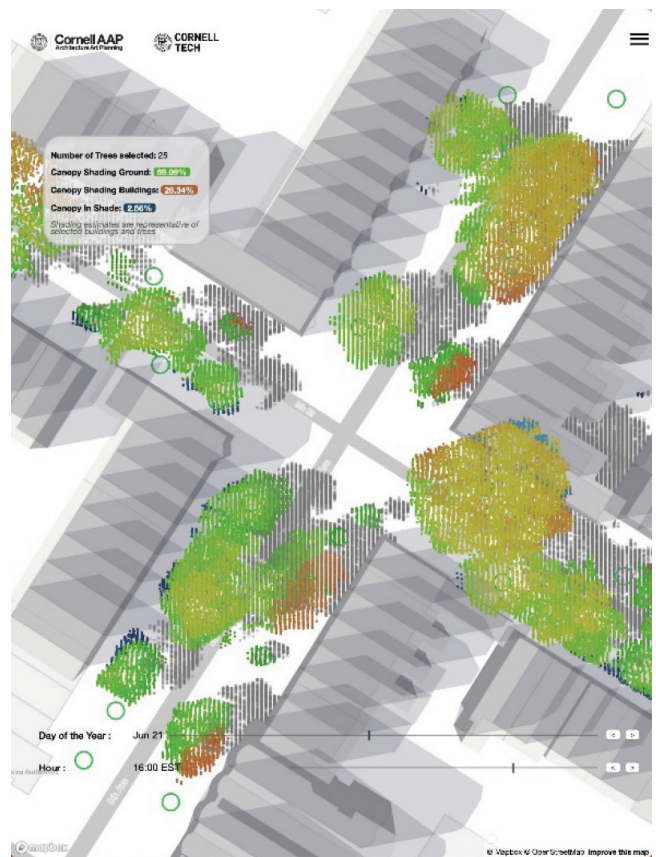 Cornell AAP
Architecture Art Planning
CORNELL
TECH
Number of Trees selected: 25
Canopy Shading Ground: 69.09%
Canopy Shading Buildings: 28.34%
Canopy In Shade: 2.56%
Shading estimates are representative of
selected buildings and trees
Day of the Year : Jun 21
< >
Hour : 16:00 EST
< >
mapbox
© Mapbox © OpenStreetMap Improve this map